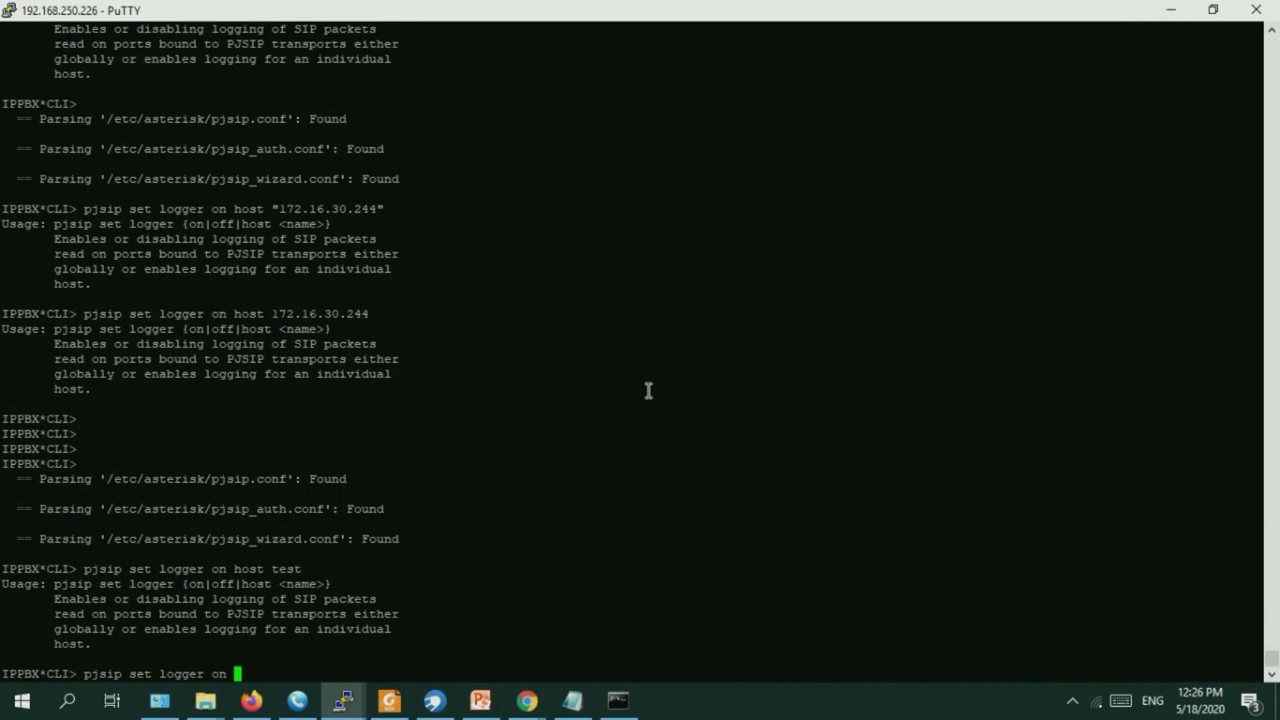 192.168.250.226 - PuTTY
Enables or disabling logging of SIP packets
read on ports bound to PJSIP transports either
globally or enables logging for an individual
host.
IPPBX*CLI>
== Parsing '/etc/asterisk/pjsip.conf': Found
== Parsing '/etc/asterisk/pjsip_auth.conf': Found
== Parsing '/etc/asterisk/pjsip_wizard.conf': Found
IPPBX*CLI> pjsip set logger on host "172.16.30.244"
Usage: pjsip set logger {on|off|host <name>}
Enables or disabling logging of SIP packets
read on ports bound to PJSIP transports either
globally or enables logging for an individual
host.
IPPBX*CLI> pjsip set logger on host 172.16.30.244
Usage: pjsip set logger {on|off|host <name>}
Enables or disabling logging of SIP packets
read on ports bound to PJSIP transports either
globally or enables logging for an individual
host.
IPPBX*CLI>
IPPBX*CLI>
IPPBX*CLI>
IPPBX*CLI>
== Parsing '/etc/asterisk/pjsip.conf': Found
== Parsing '/etc/asterisk/pjsip_auth.conf': Found
== Parsing '/etc/asterisk/pjsip_wizard.conf': Found
IPPBX*CLI> pjsip set logger on host test
Usage: pjsip set logger {on|off|host <name>}
Enables or disabling logging of SIP packets
read on ports bound to PJSIP transports either
globally or enables logging for an individual
host.
IPPBX*CLI> pjsip set logger on
ENG
12:26 PM
5/18/2020
3